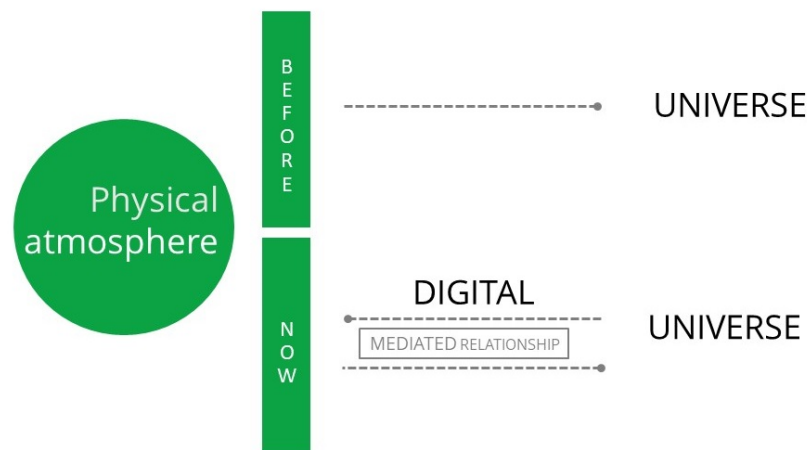 Physical
atmosphere
BEFORE
UNIVERSE
NOW
DIGITAL
MEDIATED RELATIONSHIP
UNIVERSE